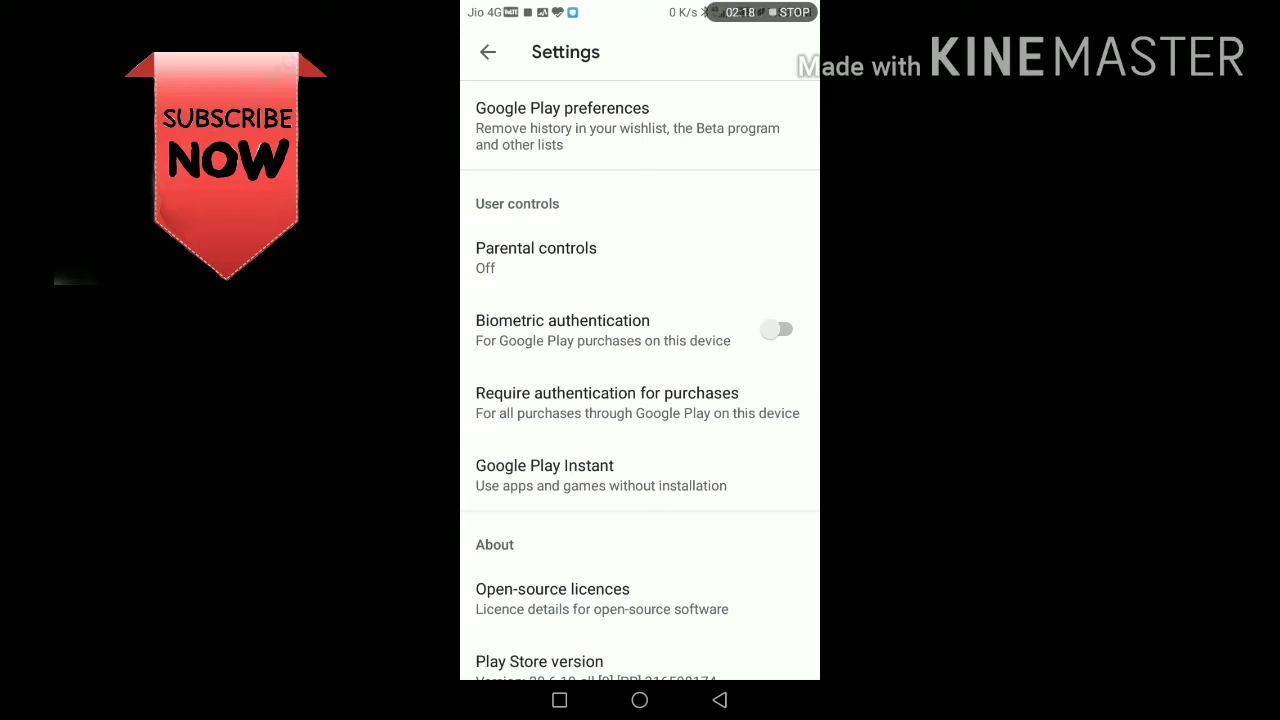 Jio 4G VoLTE
0 K/s
02:18 STOP
Settings
Made with KINEMASTER
SUBSCRIBE
NOW
Google Play preferences
Remove history in your wishlist, the Beta program
and other lists
User controls
Parental controls
Off
Biometric authentication
For Google Play purchases on this device
Require authentication for purchases
For all purchases through Google Play on this device
Google Play Instant
Use apps and games without installation
About
Open-source licences
Licence details for open-source software
Play Store version